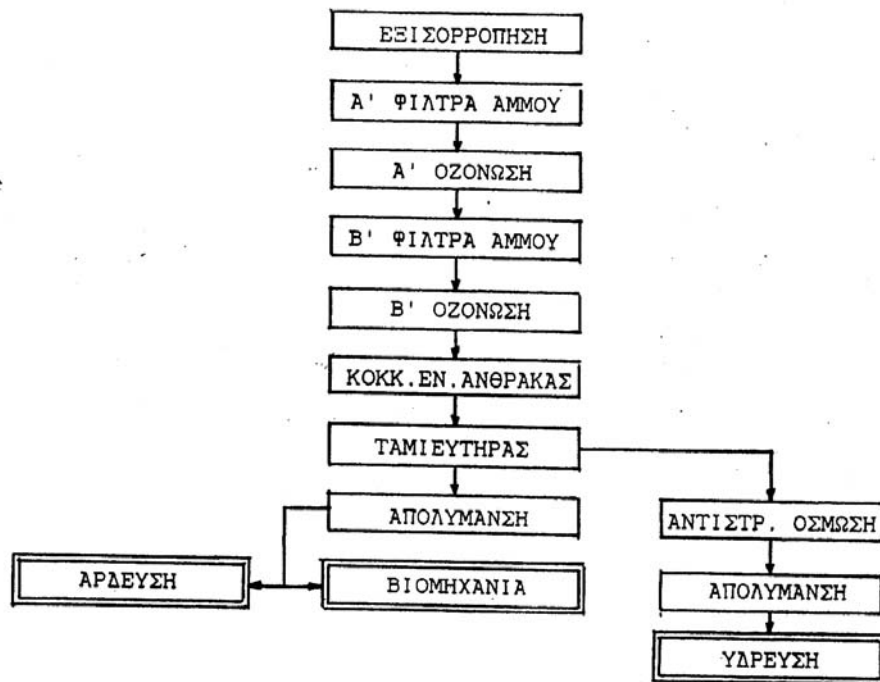 ΕΞΙΣΟΡΡΟΠΗΣΗ
Α' ΦΙΛΤΡΑ ΑΜΜΟΥ
Α' ΟΖΟΝΩΣΗ
Β' ΦΙΛΤΡΑ ΑΜΜΟΥ
Β' ΟΖΟΝΩΣΗ
ΚΟΚΚ.ΕΝ.ΑΝΘΡΑΚΑΣ
ΤΑΜΙΕΥΤΗΡΑΣ
ΑΠΟΛΥΜΑΝΣΗ
ΑΝΤΙΣΤΡ. ΟΣΜΩΣΗ
ΑΡΔΕΥΣΗ
ΒΙΟΜΗΧΑΝΙΑ
ΑΠΟΛΥΜΑΝΣΗ
ΥΔΡΕΥΣΗ